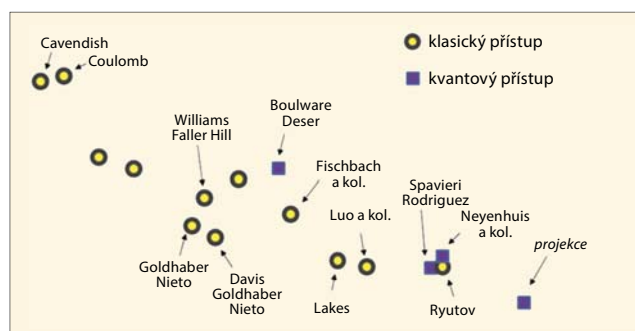 Cavendish
Coulomb
klasický přístup
kvantový přístup
Williams
Faller Hill
Boulware
Deser
Fischbach
a kol.
Luo a kol.
Spavieri
Rodriguez
Neyenhuis
a kol.
projekce
Goldhaber
Nieto
Davis
Goldhaber
Nieto
Lakes
Ryutov